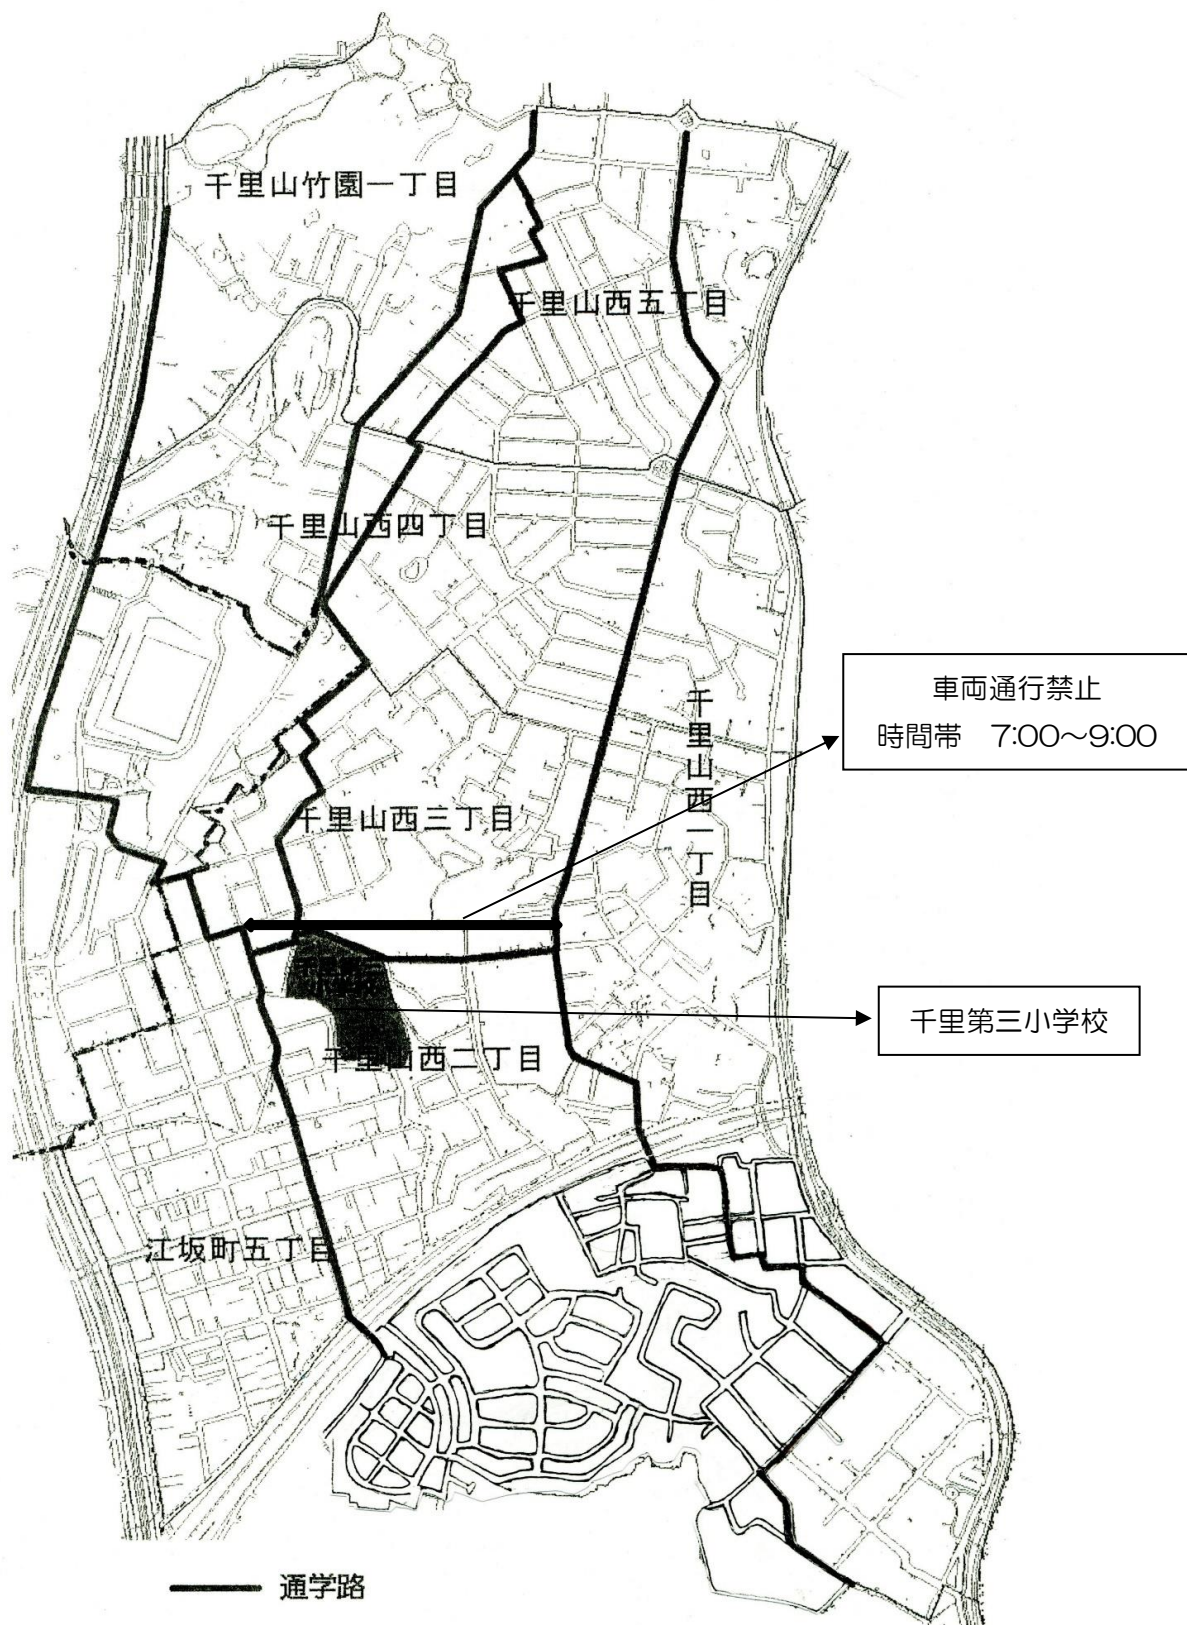 千里山竹園一丁目
千里山西五丁目
千里山西四丁目
車両通行禁止
時間帯 7:00～9:00
千里山西一丁目
千里山西三丁目
千里第三小学校
千里山西二丁目
江坂町五丁目
通学路